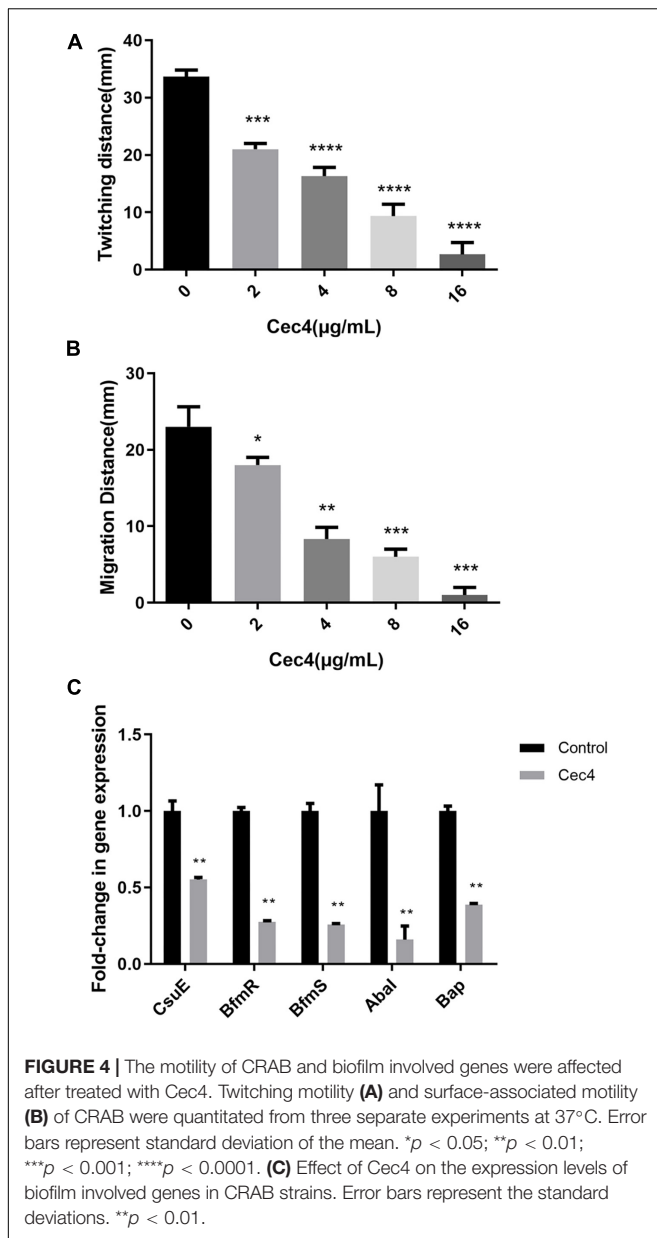 A
Twitching distance(mm)
40
30
20
10
0
***
****
****
****
0 2 4 8 16
Cec4(µg/mL)
B
Migration Distance(mm)
30
20
10
0
*
**
***
***
0 2 4 8 16
Cec4(µg/mL)
C
Fold-change in gene expression
1.5
1.0
0.5
0.0
**
**
**
**
**
CsuE BfmR BfmS AbaI Bap
Control
Cec4
FIGURE 4 | The motility of CRAB and biofilm involved genes were affected
after treated with Cec4. Twitching motility (A) and surface-associated motility
(B) of CRAB were quantitated from three separate experiments at 37°C. Error
bars represent standard deviation of the mean. *p < 0.05; **p < 0.01;
***p < 0.001; ****p < 0.0001. (C) Effect of Cec4 on the expression levels of
biofilm involved genes in CRAB strains. Error bars represent the standard
deviations. **p < 0.01.